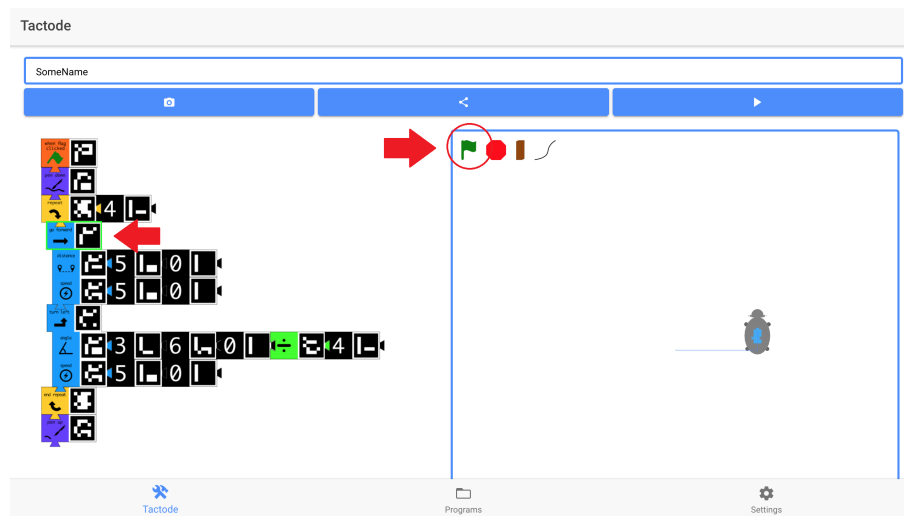 Tactode
SomeName
when flag
clicked
pen down
repeat
4
go forward
distance
5 0
speed
5 0
turn left
angle
3 6 0 ÷ 4
speed
5 0
end repeat
pen up
Tactode
Programs
Settings